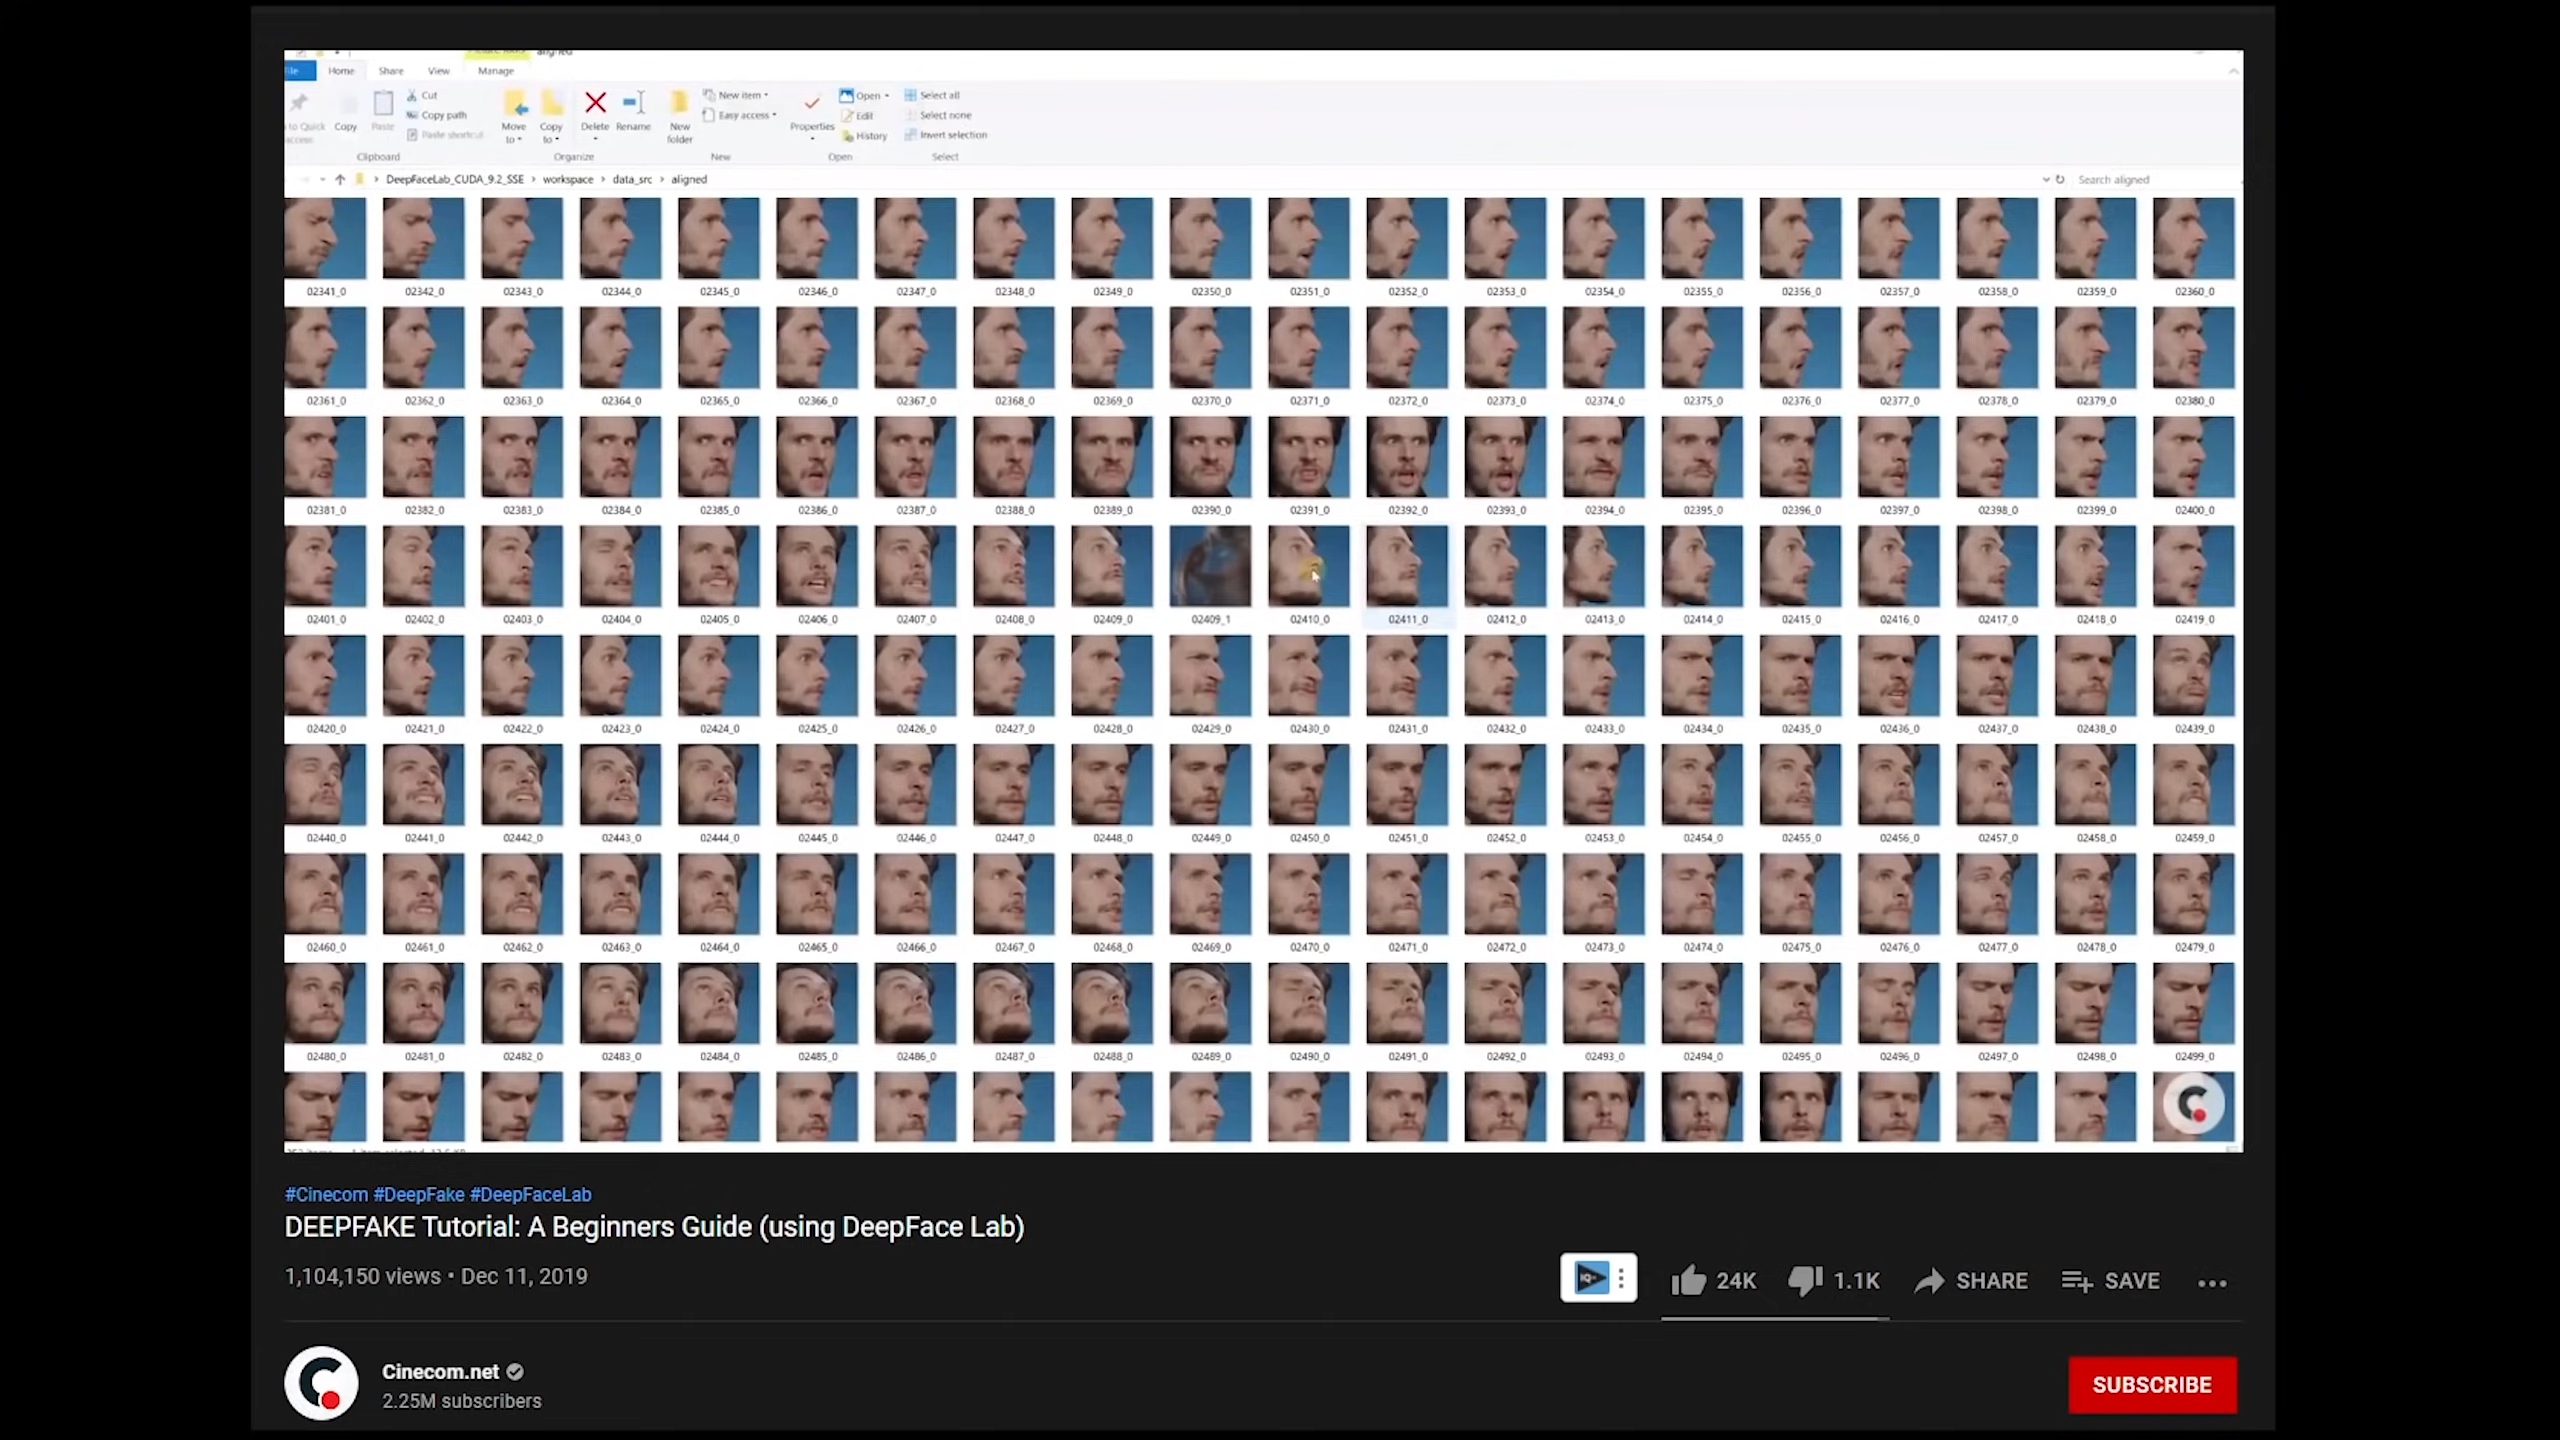 aligned
File Home Share View Manage
Cut
Copy path
Paste shortcut
to Quick
access
Copy
Paste
Move
to
Copy
to
Delete
Rename
New
folder
New item
Easy access
Properties
Open
Edit
History
Select all
Select none
Invert selection
Clipboard Organize New Open Select
DeepFaceLab_CUDA_9.2_SSE workspace data_src aligned Search aligned
02341_0 02342_0 02343_0 02344_0 02345_0 02346_0 02347_0 02348_0 02349_0 02350_0 02351_0 02352_0 02353_0 02354_0 02355_0 02356_0 02357_0 02358_0 02359_0 02360_0
02361_0 02362_0 02363_0 02364_0 02365_0 02366_0 02367_0 02368_0 02369_0 02370_0 02371_0 02372_0 02373_0 02374_0 02375_0 02376_0 02377_0 02378_0 02379_0 02380_0
02381_0 02382_0 02383_0 02384_0 02385_0 02386_0 02387_0 02388_0 02389_0 02390_0 02391_0 02392_0 02393_0 02394_0 02395_0 02396_0 02397_0 02398_0 02399_0 02400_0
02401_0 02402_0 02403_0 02404_0 02405_0 02406_0 02407_0 02408_0 02409_0 02409_1 02410_0 02411_0 02412_0 02413_0 02414_0 02415_0 02416_0 02417_0 02418_0 02419_0
02420_0 02421_0 02422_0 02423_0 02424_0 02425_0 02426_0 02427_0 02428_0 02429_0 02430_0 02431_0 02432_0 02433_0 02434_0 02435_0 02436_0 02437_0 02438_0 02439_0
02440_0 02441_0 02442_0 02443_0 02444_0 02445_0 02446_0 02447_0 02448_0 02449_0 02450_0 02451_0 02452_0 02453_0 02454_0 02455_0 02456_0 02457_0 02458_0 02459_0
02460_0 02461_0 02462_0 02463_0 02464_0 02465_0 02466_0 02467_0 02468_0 02469_0 02470_0 02471_0 02472_0 02473_0 02474_0 02475_0 02476_0 02477_0 02478_0 02479_0
02480_0 02481_0 02482_0 02483_0 02484_0 02485_0 02486_0 02487_0 02488_0 02489_0 02490_0 02491_0 02492_0 02493_0 02494_0 02495_0 02496_0 02497_0 02498_0 02499_0
#Cinecom #DeepFake #DeepFaceLab
DEEPFAKE Tutorial: A Beginners Guide (using DeepFace Lab)
1,104,150 views • Dec 11, 2019
24K 1.1K SHARE SAVE
Cinecom.net
2.25M subscribers
SUBSCRIBE